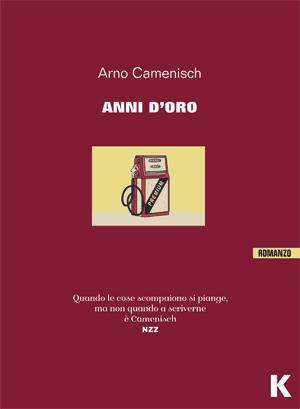 Arno Camenisch
ANNI D'ORO
PREMIUM
ROMANZO
Quando le cose scompaiono si piange,
ma non quando a scriverne
è Camenisch
NZZ
K